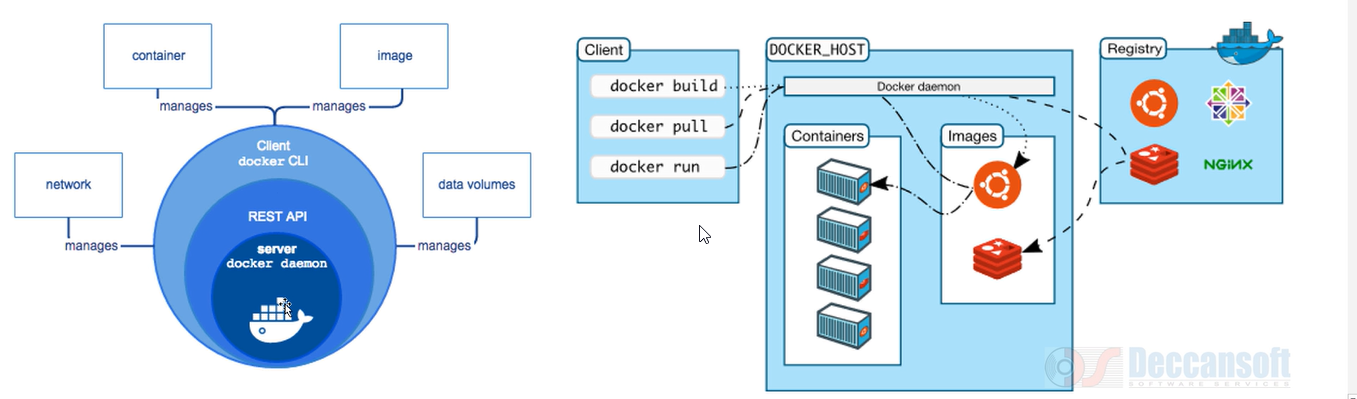 container
image
manages
manages
Client
docker CLI
network
data volumes
REST API
manages
manages
server
docker daemon
Client
docker build
docker pull
docker run
DOCKER_HOST
Docker daemon
Containers
Images
Registry
NGINX
Deccansoft
SOFTWARE SERVICES